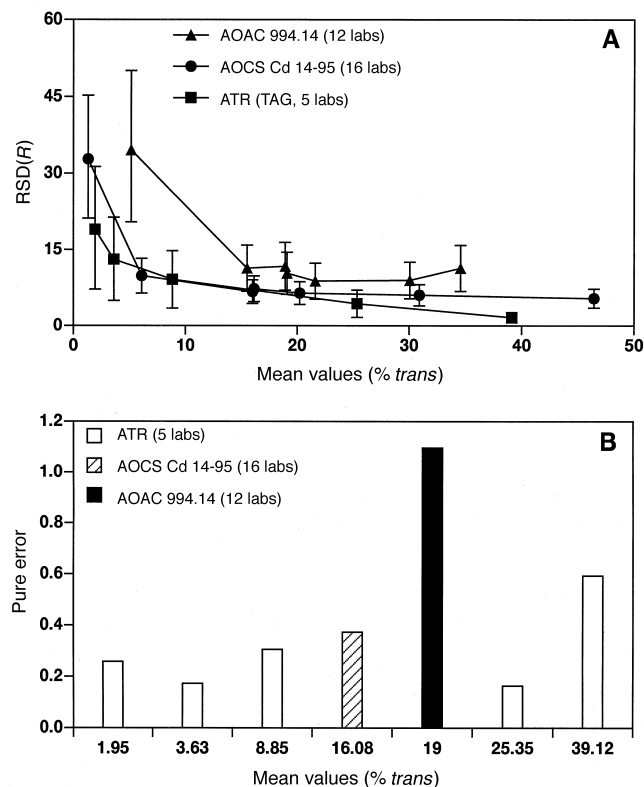 60
45
30
15
0
RSD(R)
AOAC 994.14 (12 labs)
AOCS Cd 14-95 (16 labs)
ATR (TAG, 5 labs)
A
0 10 20 30 40 50
Mean values (% trans)
1.2
1.0
0.8
0.6
0.4
0.2
0.0
Pure error
ATR (5 labs)
AOCS Cd 14-95 (16 labs)
AOAC 994.14 (12 labs)
B
1.95 3.63 8.85 16.08 19 25.35 39.12
Mean values (% trans)